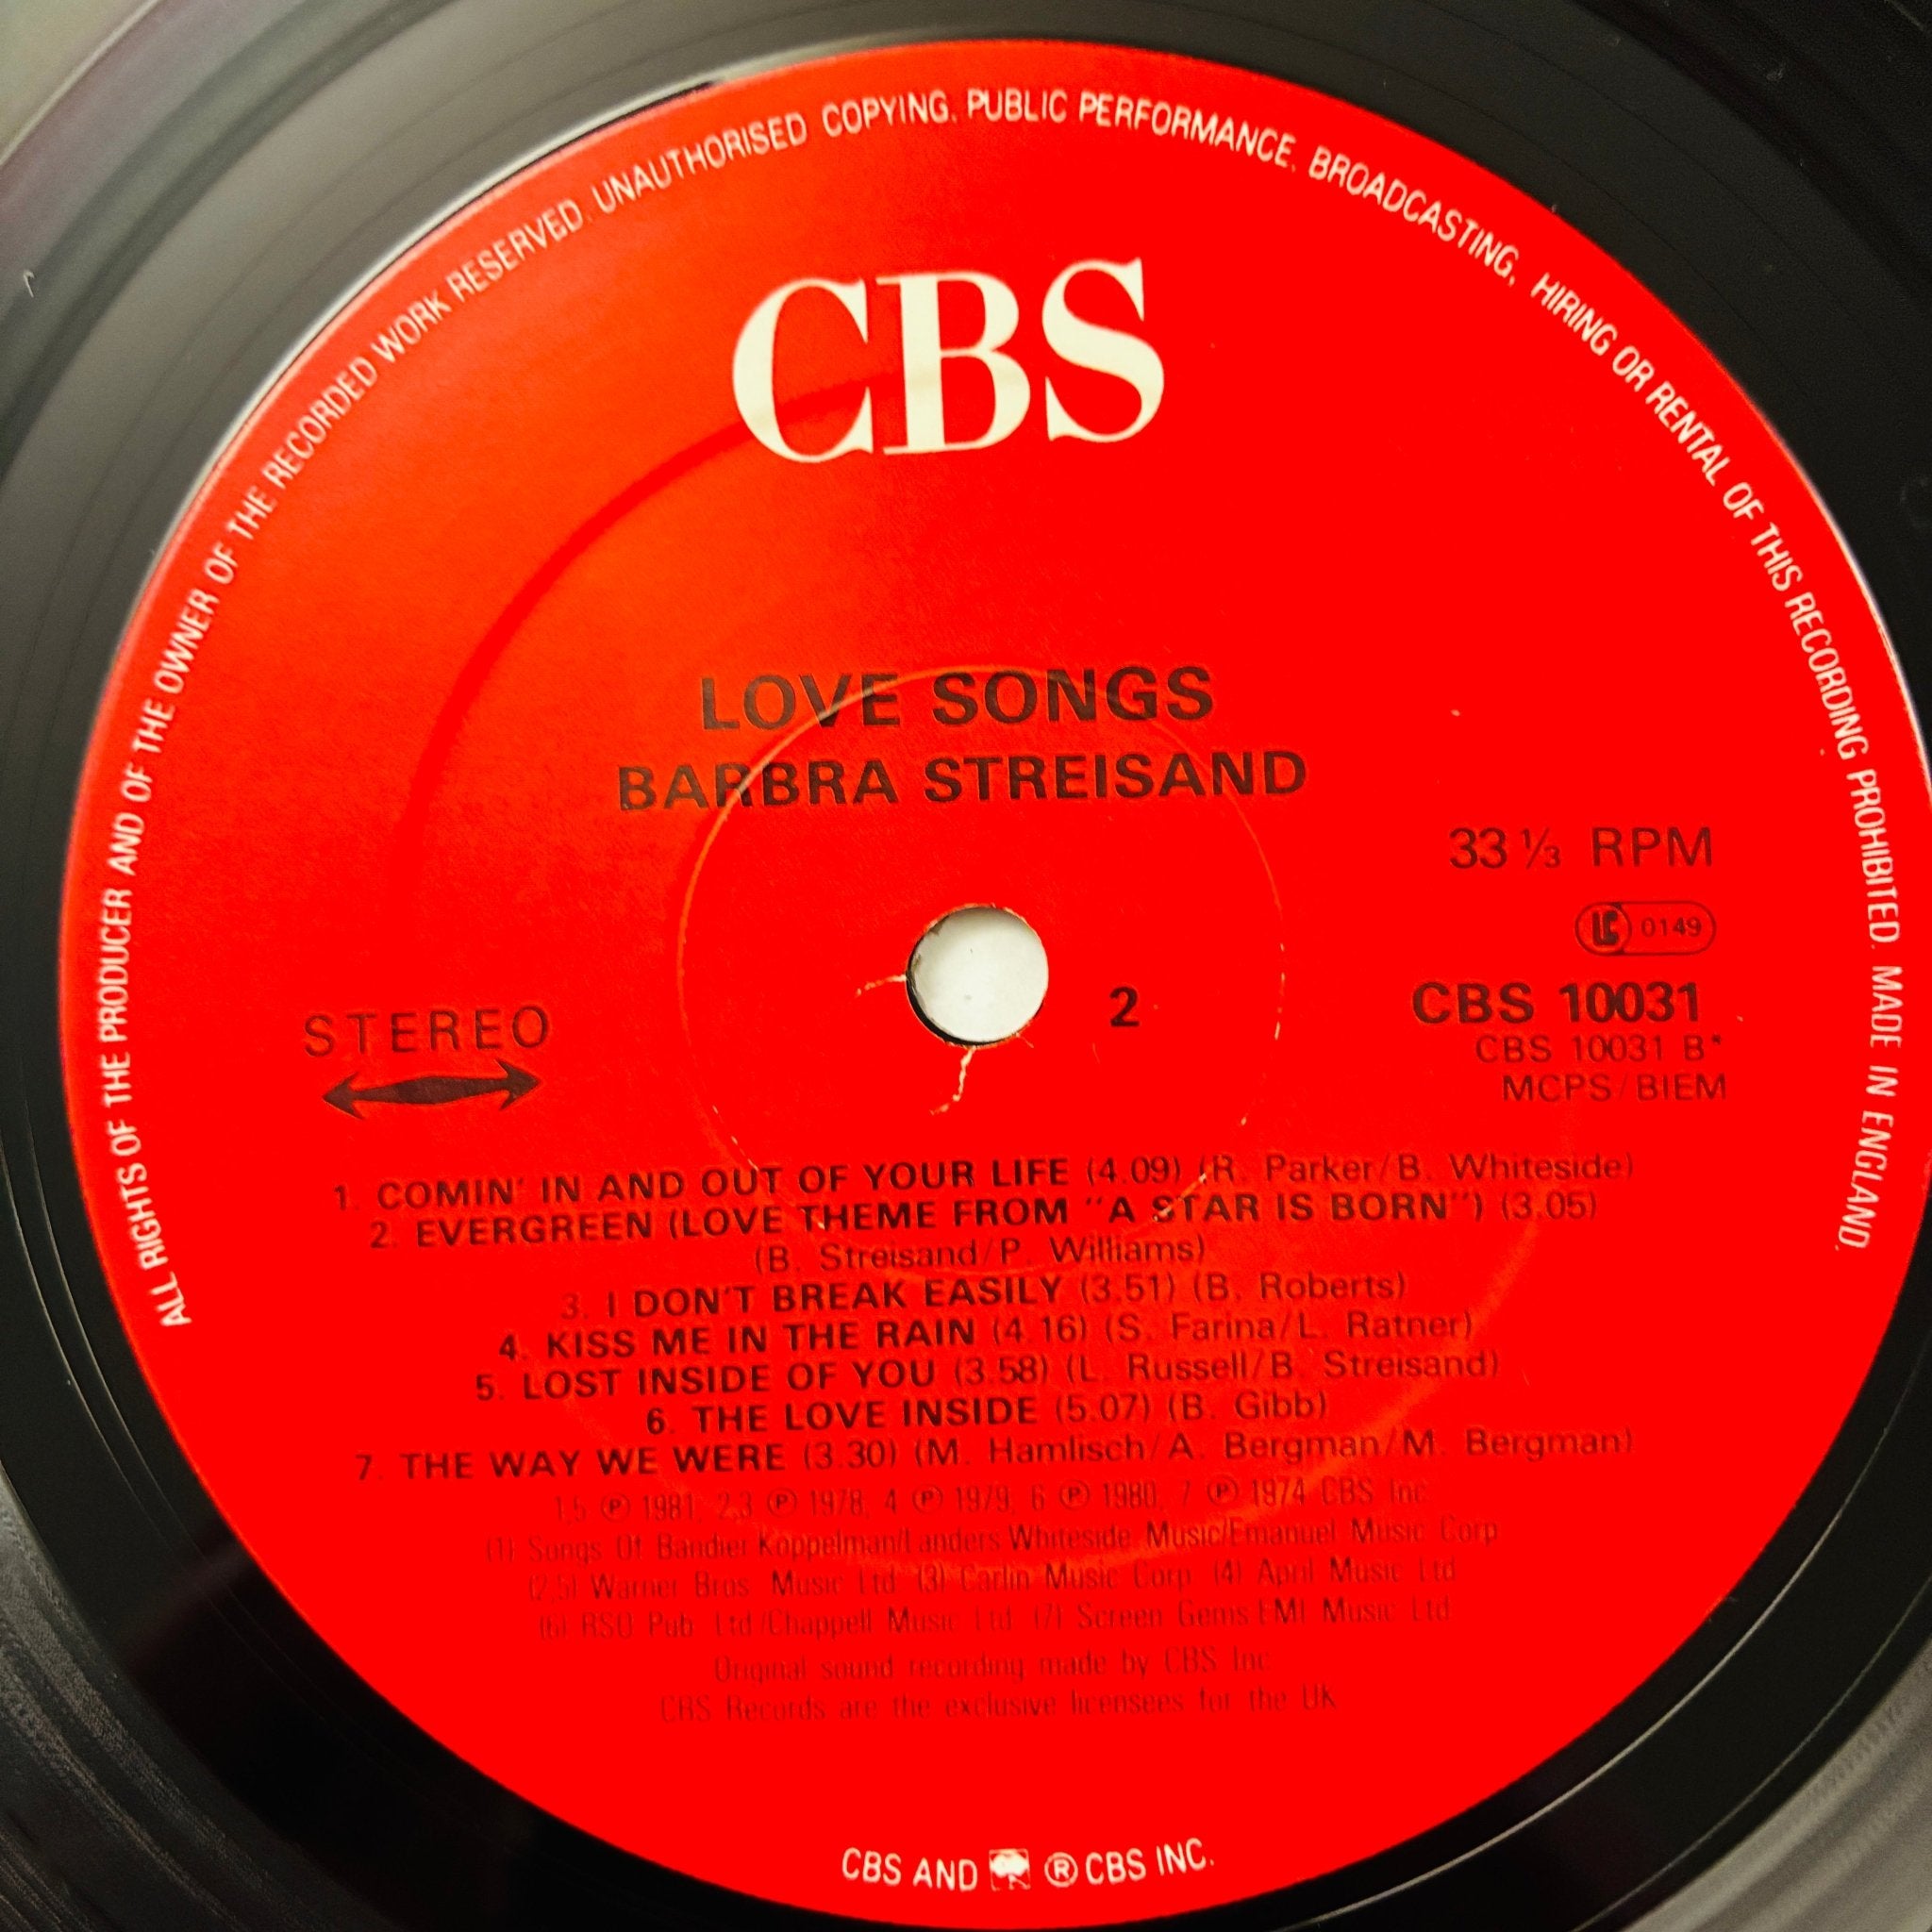 ALL RIGHTS OF THE PRODUCER AND OF THE OWNER OF THE RECORDED WORK RESERVED. UNAUTHORISED COPYING. PUBLIC PERFORMANCE. BROADCASTING, HIRING OR RENTAL OF THIS RECORDING PROHIBITED. MADE IN ENGLAND.
CBS
LOVE SONGS
BARBRA STREISAND
33 ⅓ RPM
LC 0149
STEREO
2
CBS 10031
CBS 10031 B*
MCPS/BIEM
1. COMIN' IN AND OUT OF YOUR LIFE (4.09) (R. Parker/B. Whiteside)
2. EVERGREEN (LOVE THEME FROM "A STAR IS BORN") (3.05)
(B. Streisand/P. Williams)
3. I DON'T BREAK EASILY (3.51) (B. Roberts)
4. KISS ME IN THE RAIN (4.16) (S. Farina/L. Ratner)
5. LOST INSIDE OF YOU (3.58) (L. Russell/B. Streisand)
6. THE LOVE INSIDE (5.07) (B. Gibb)
7. THE WAY WE WERE (3.30) (M. Hamlisch/A. Bergman/M. Bergman)
1,5 ℗ 1981, 2,3 ℗ 1978, 4 ℗ 1979, 6 ℗ 1980, 7 ℗ 1974 CBS Inc
(1) Songs Of Bandier Koppelman/Landers Whiteside Music/Emanuel Music Corp
(2,5) Warner Bros Music Ltd (3) Carlin Music Corp (4) April Music Ltd
(6) RSO Pub Ltd/Chappell Music Ltd (7) Screen Gems EMI Music Ltd
Original sound recording made by CBS Inc
CBS Records are the exclusive licensees for the UK
CBS AND ® CBS INC.